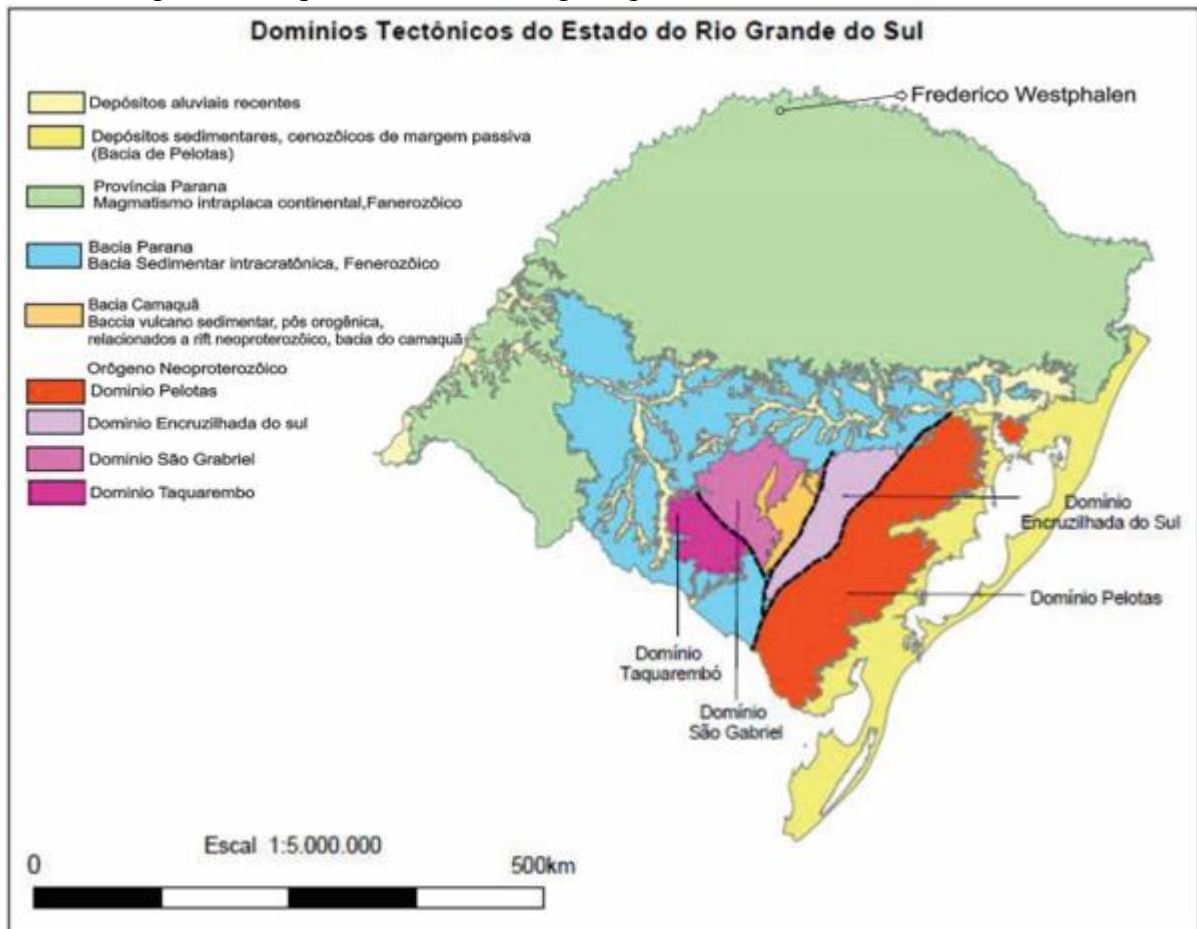 Domínios Tectônicos do Estado do Rio Grande do Sul
Depósitos aluviais recentes
Depósitos sedimentares, cenozôicos de margem passiva
(Bacia de Pelotas)
Província Parana
Magmatismo intraplaca continental,Fanerozôico
Bacia Parana
Bacia Sedimentar intracratônica, Fenerozôico
Bacia Camaquã
Baccia vulcano sedimentar, pôs orogênica,
relacionados a rift neoproterozôico, bacia do camaquã
Orôgeno Neoproterozôico
Dominio Pelotas
Domínio Encruzilhada do sul
Domínio São Grabriel
Domínio Taquarembo
Frederico Westphalen
Domínio
Encruzilhada do Sul
Domínio Pelotas
Domínio
Taquarembó
Domínio
São Gabriel
Escal 1:5.000.000
0
500km